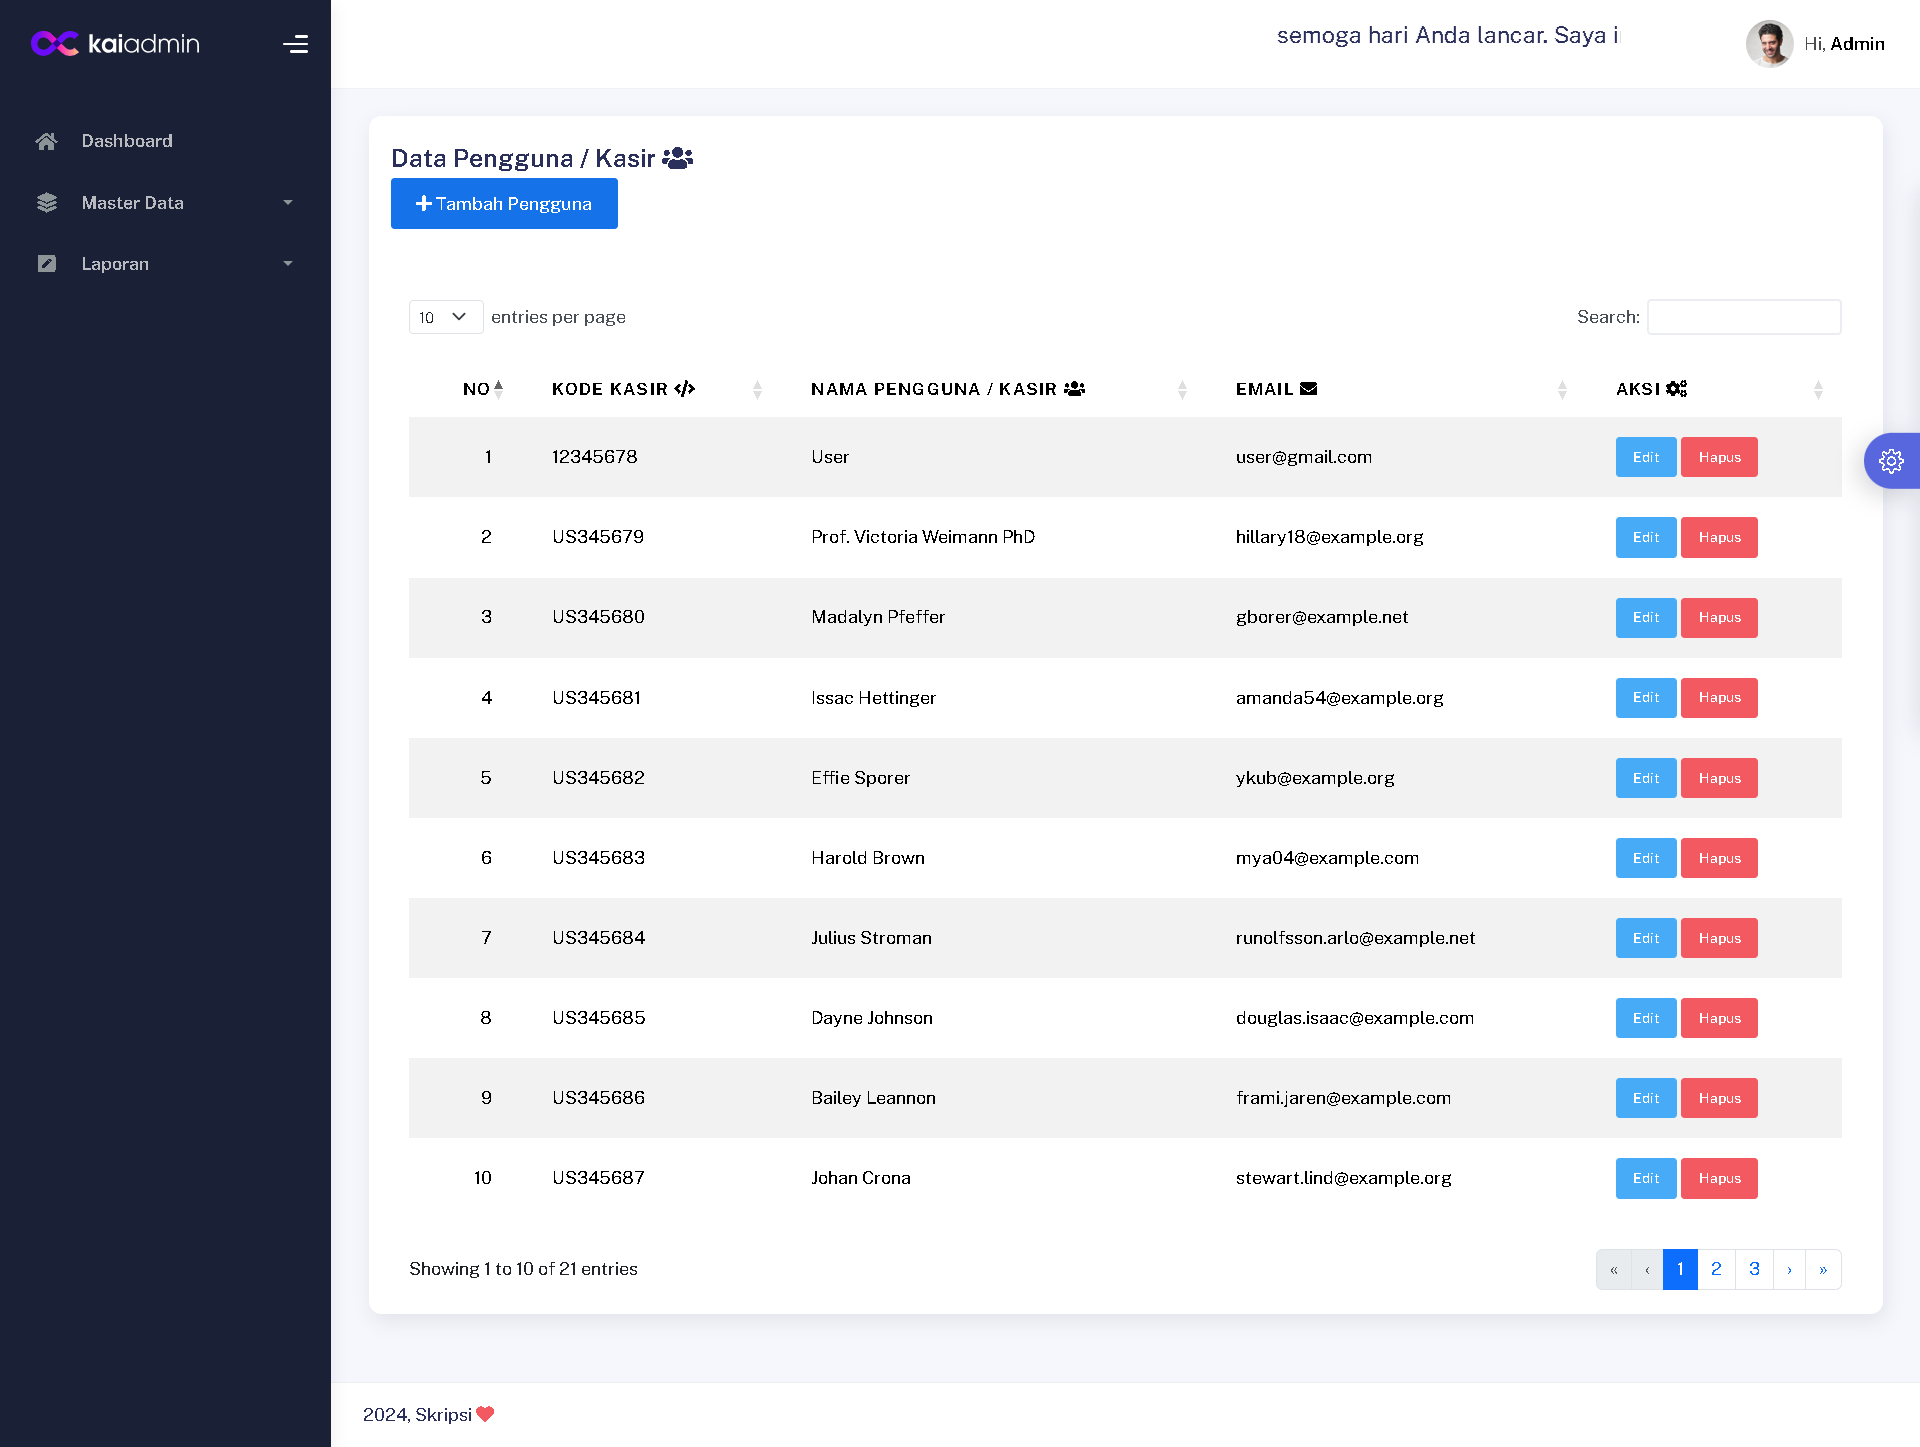 kaiadmin
semoga hari Anda lancar. Saya
Hi, Admin
Dashboard
Master Data
Laporan
Data Pengguna / Kasir
Tambah Pengguna
10 entries per page
Search:
NO KODE KASIR NAMA PENGGUNA / KASIR EMAIL AKSI
1 12345678 User user@gmail.com Edit Hapus
2 US345679 Prof. Victoria Weimann PhD hillary18@example.org Edit Hapus
3 US345680 Madalyn Pfeffer gborer@example.net Edit Hapus
4 US345681 Issac Hettinger amanda54@example.org Edit Hapus
5 US345682 Effie Sporer ykub@example.org Edit Hapus
6 US345683 Harold Brown mya04@example.com Edit Hapus
7 US345684 Julius Stroman runolfsson.arlo@example.net Edit Hapus
8 US345685 Dayne Johnson douglas.isaac@example.com Edit Hapus
9 US345686 Bailey Leannon frami.jaren@example.com Edit Hapus
10 US345687 Johan Crona stewart.lind@example.org Edit Hapus
Showing 1 to 10 of 21 entries
« ‹ 1 2 3 › »
2024, Skripsi